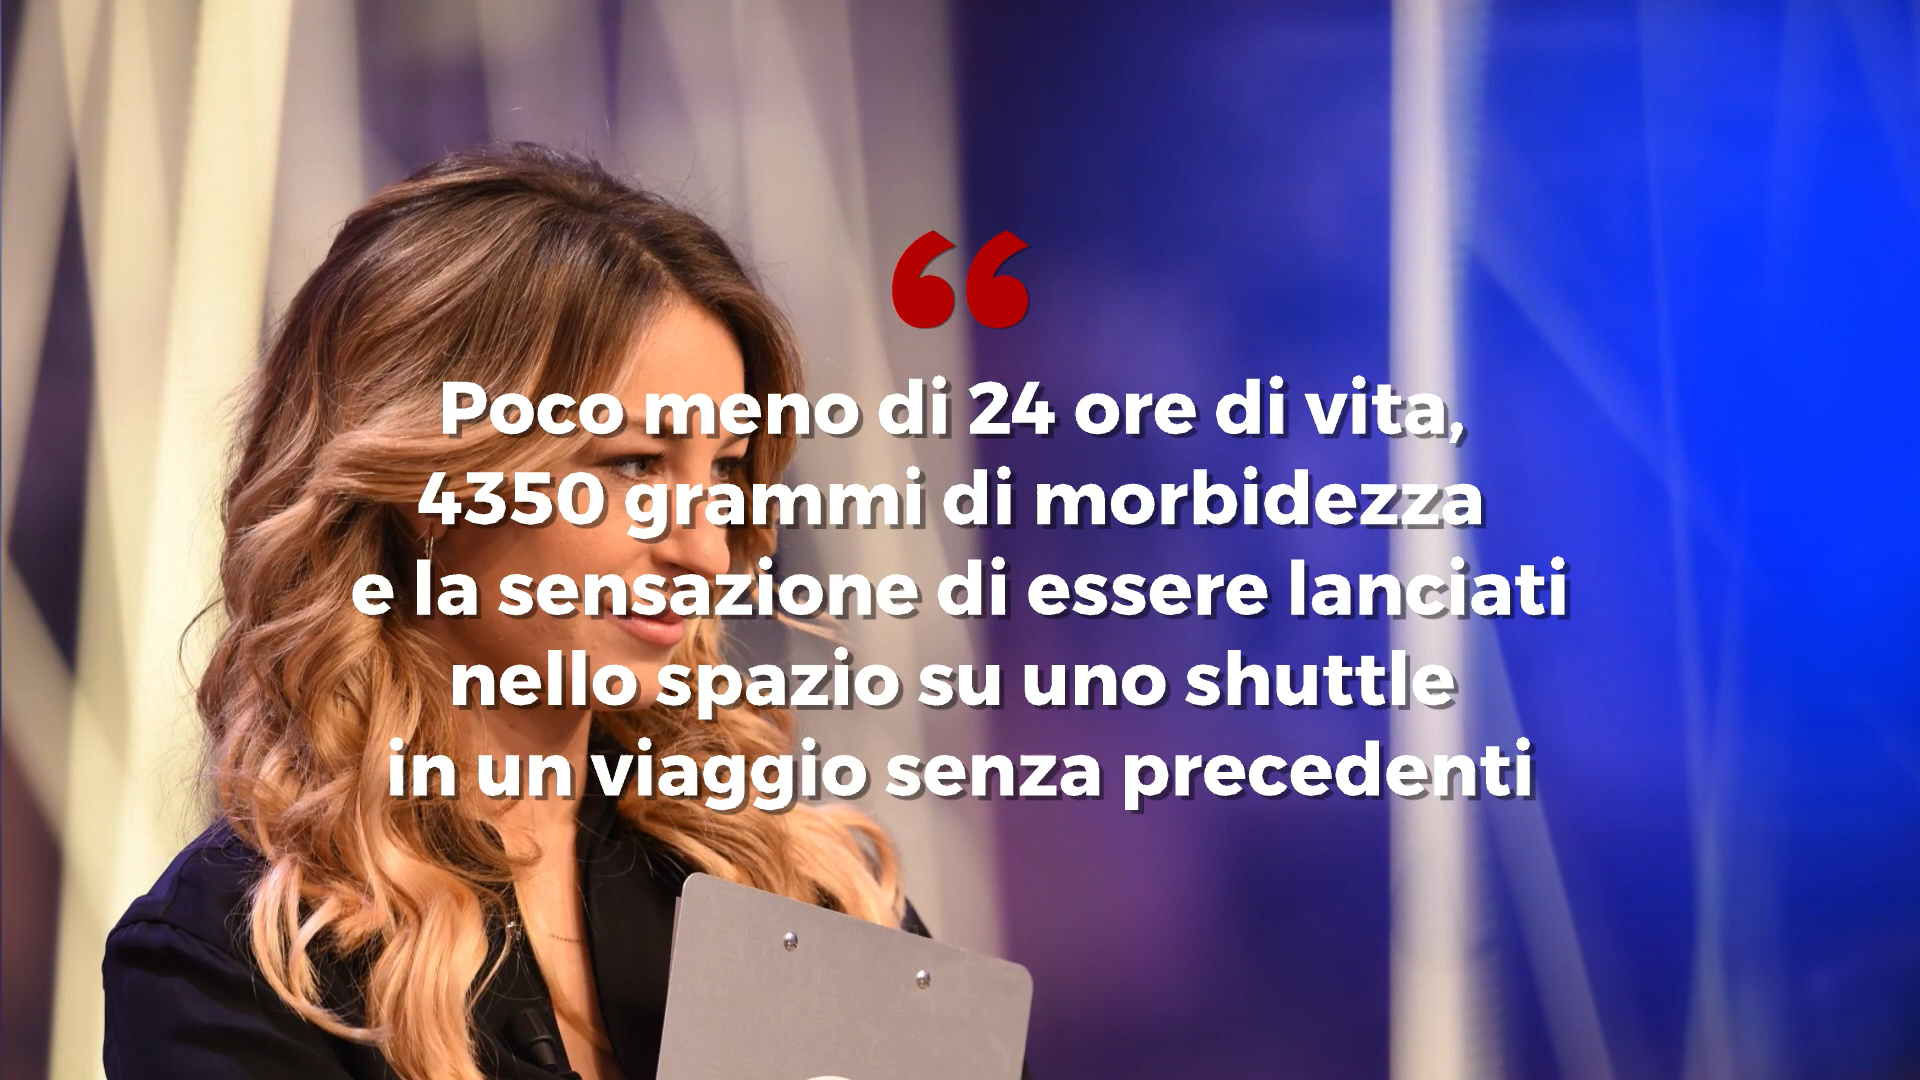 “
Poco meno di 24 ore di vita,
4350 grammi di morbidezza
e la sensazione di essere lanciati
nello spazio su uno shuttle
in un viaggio senza precedenti